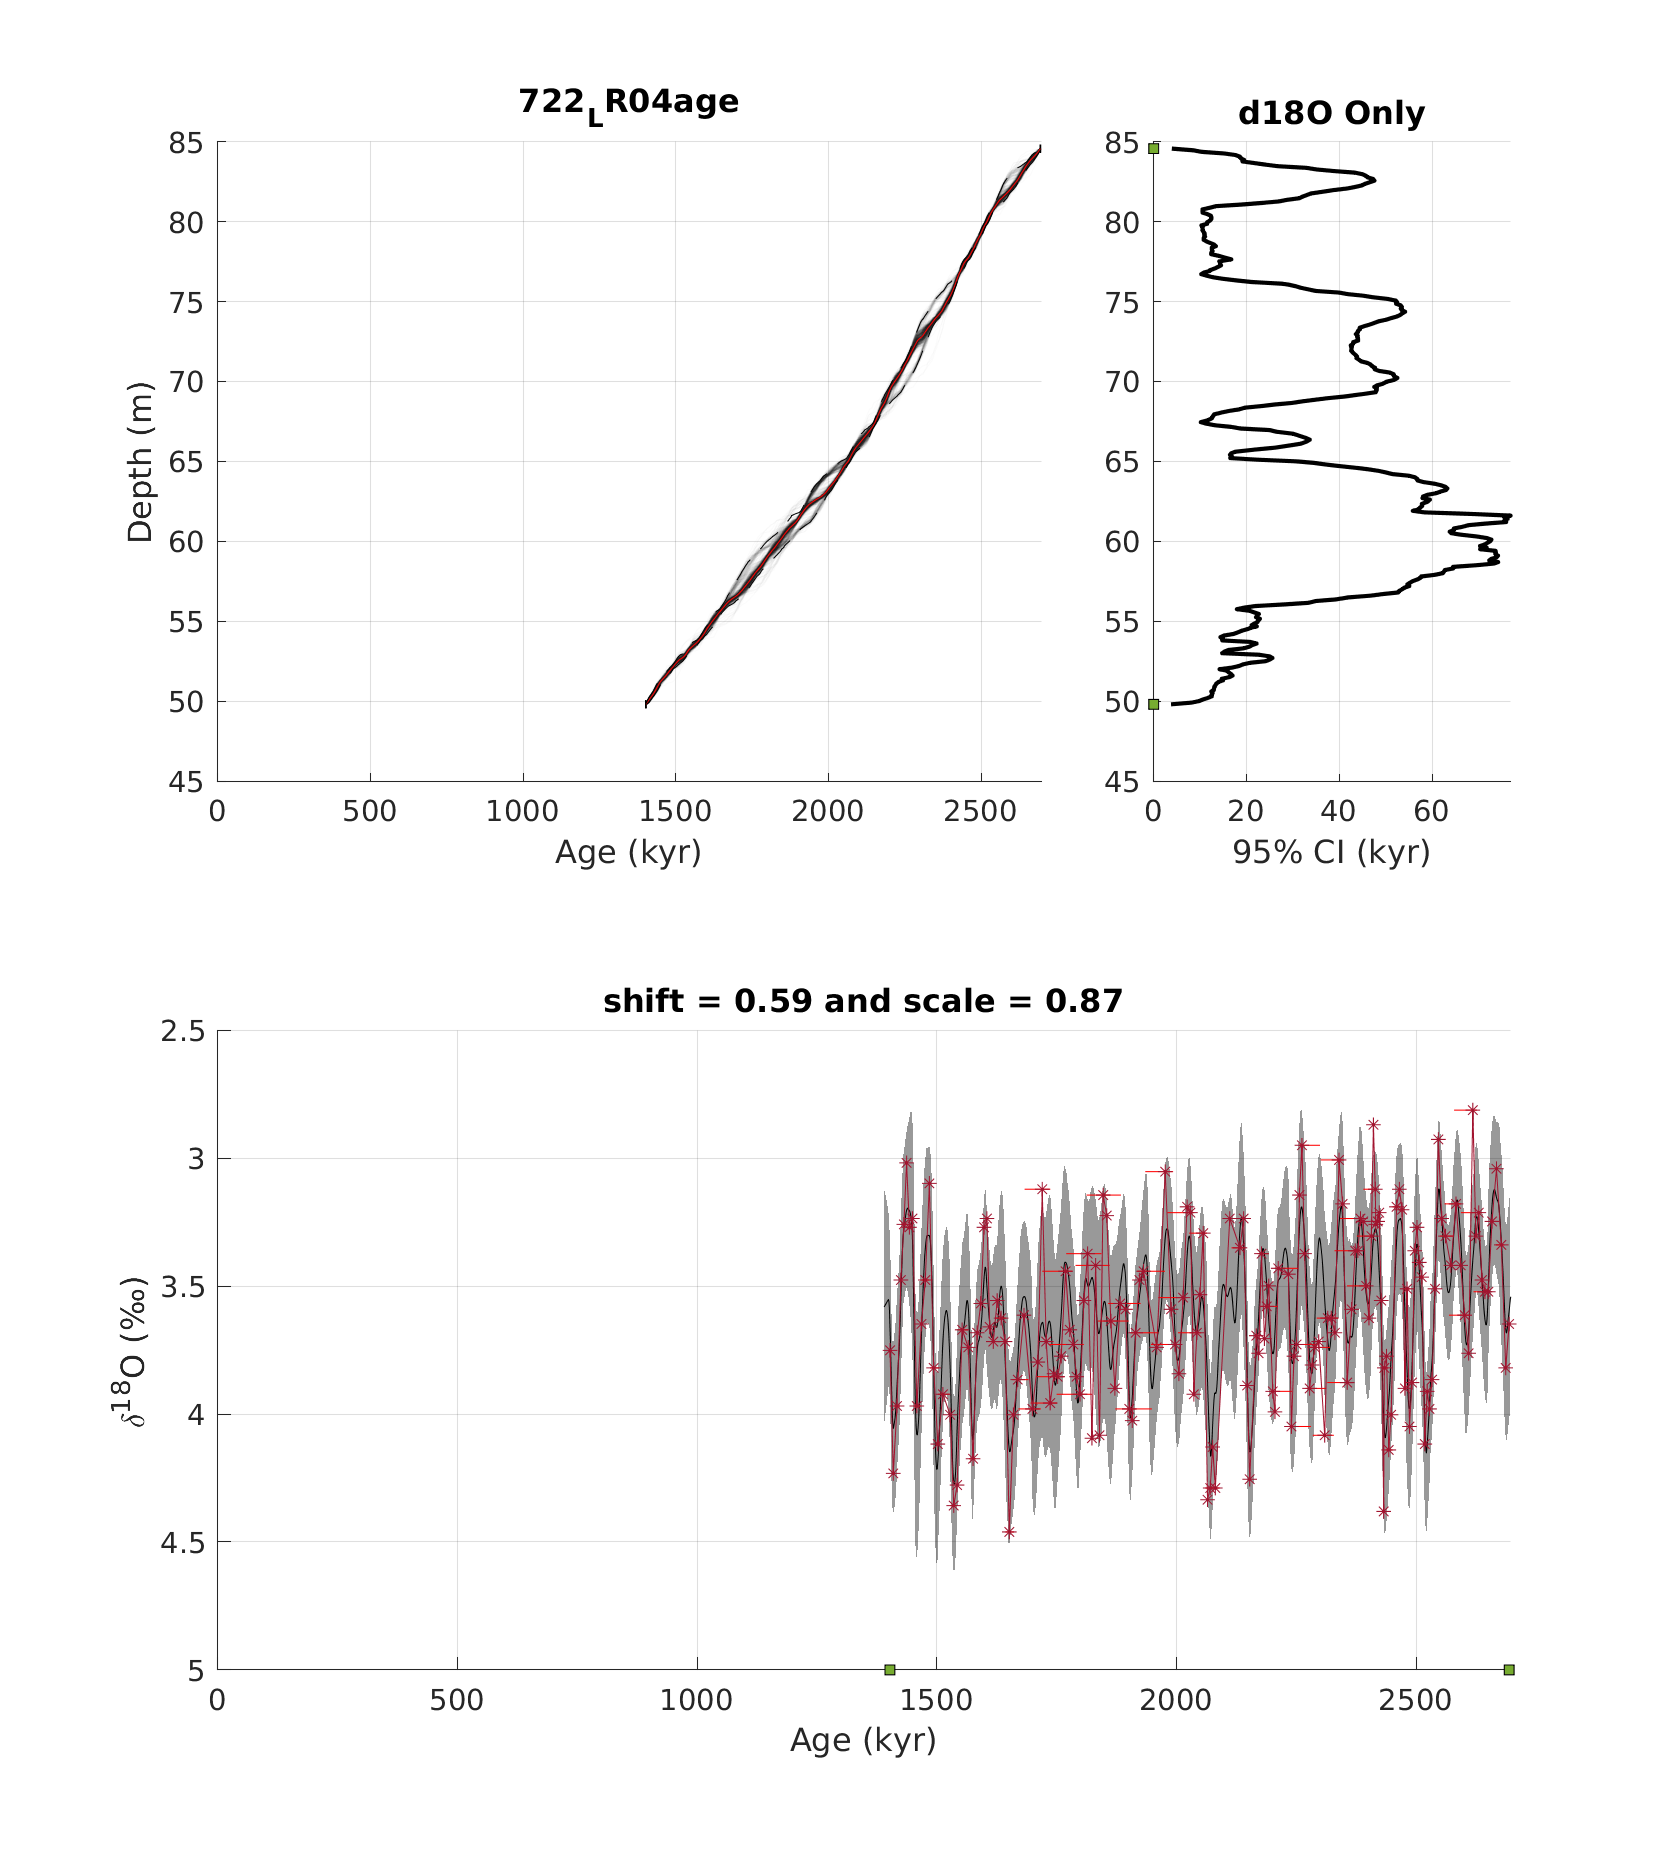 722_LR04age
85
80
75
70
65
60
55
50
45
Depth (m)
0 500 1000 1500 2000 2500
Age (kyr)
d18O Only
85
80
75
70
65
60
55
50
45
0 20 40 60
95% CI (kyr)
shift = 0.59 and scale = 0.87
2.5
3
3.5
4
4.5
5
δ¹⁸O (‰)
0 500 1000 1500 2000 2500
Age (kyr)